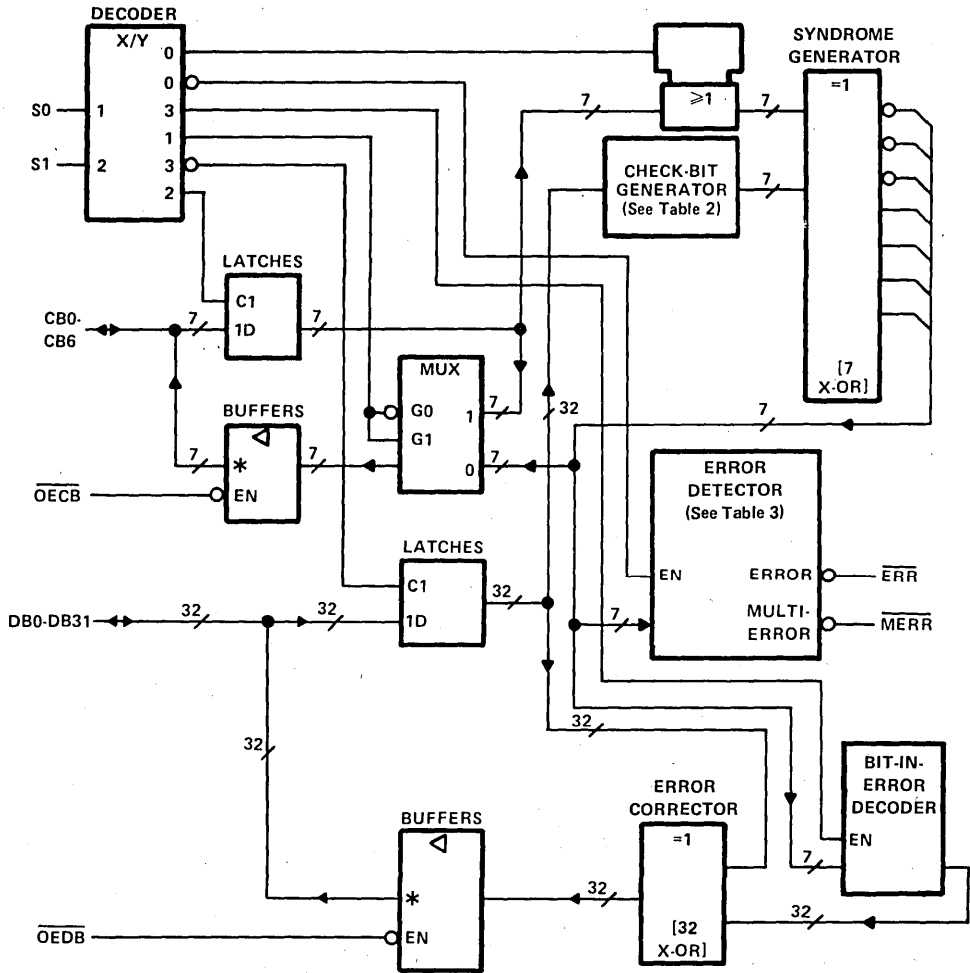 DECODER
X/Y
0
0
S0
1
3
1
S1
2
3
2
≥1
7
7
SYNDROME
GENERATOR
=1
[7
X-OR]
CHECK-BIT
GENERATOR
(See Table 2)
7
LATCHES
C1
1D
CB0-
CB6
7
7
MUX
G0
G1
1
0
7
7
32
7
BUFFERS
*
EN
7
7
OECB
ERROR
DETECTOR
(See Table 3)
EN
ERROR
MULTI-
ERROR
ERR
MERR
7
LATCHES
C1
1D
32
DB0-DB31
32
32
32
32
BIT-IN-
ERROR
DECODER
EN
7
ERROR
CORRECTOR
=1
[32
X-OR]
32
32
BUFFERS
*
EN
OEDB